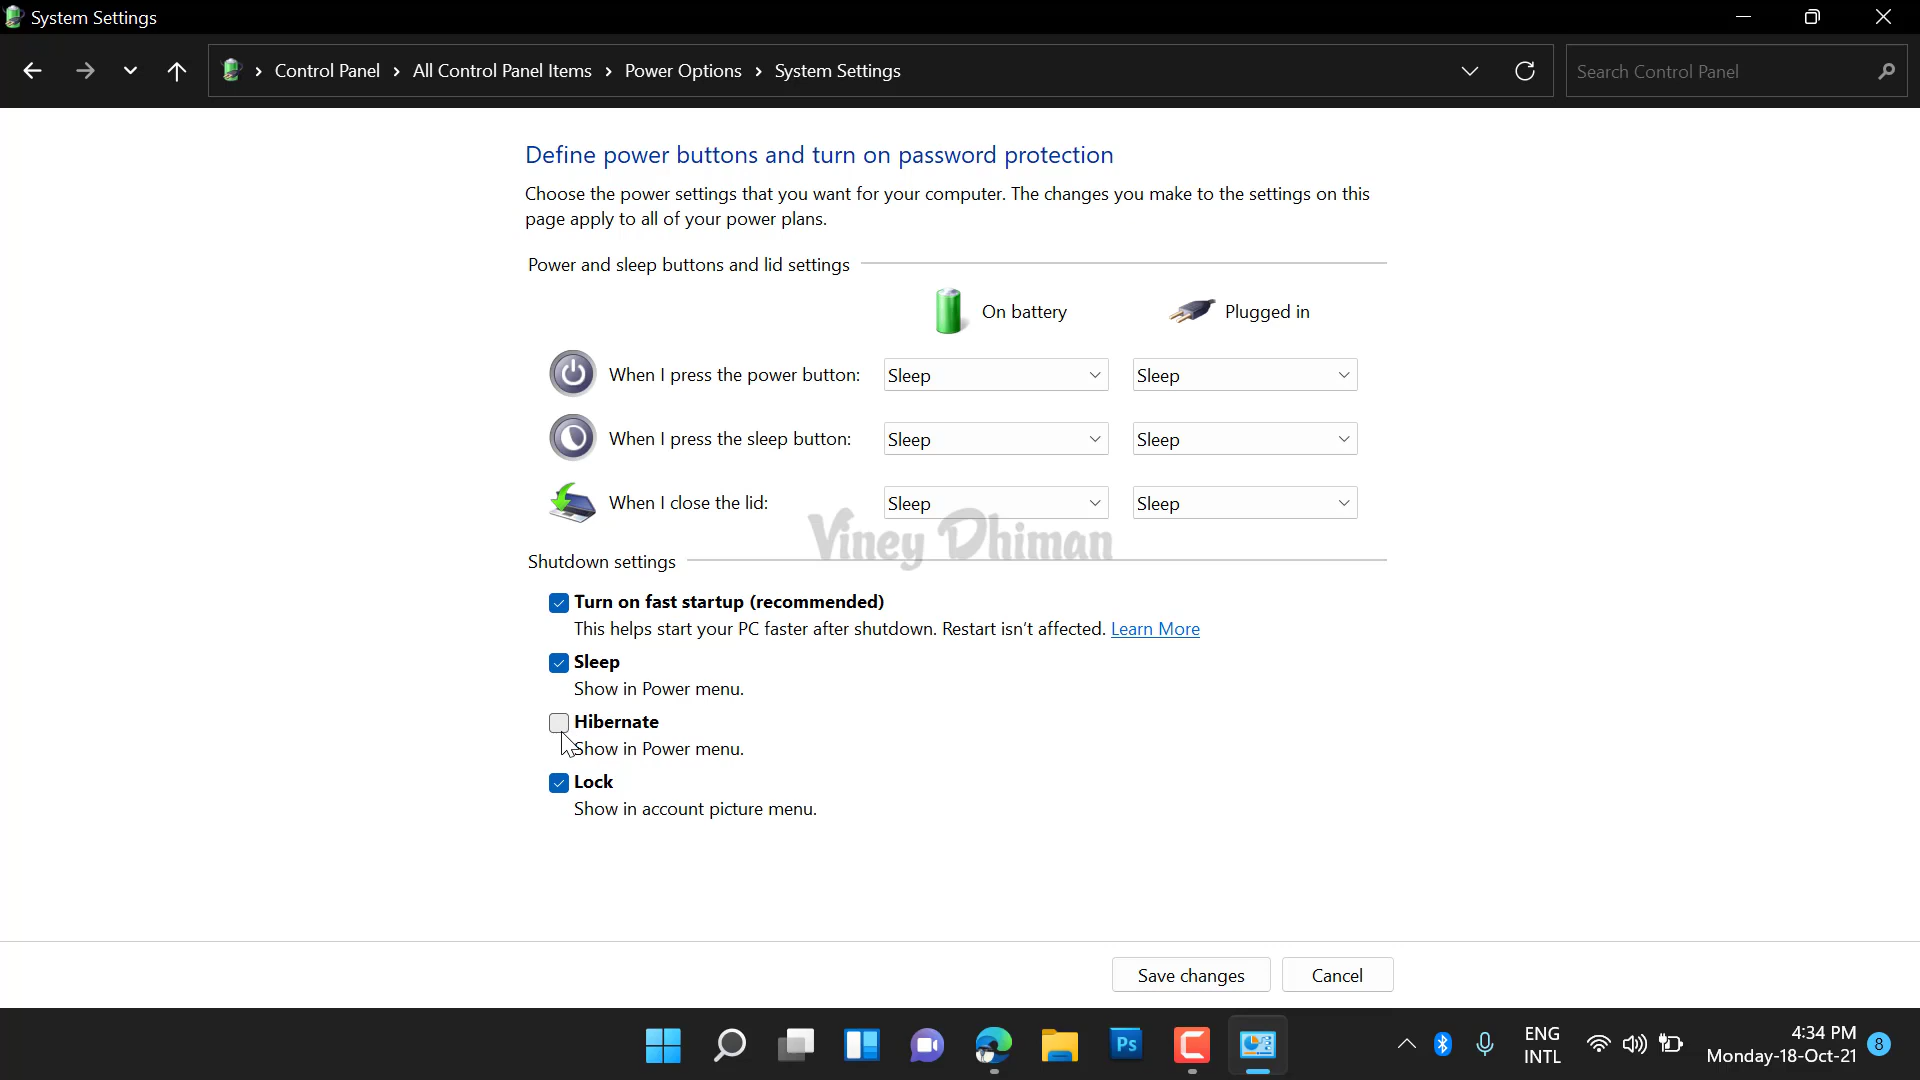 System Settings
Control Panel › All Control Panel Items › Power Options › System Settings
Search Control Panel
Define power buttons and turn on password protection
Choose the power settings that you want for your computer. The changes you make to the settings on this
page apply to all of your power plans.
Power and sleep buttons and lid settings
On battery Plugged in
When I press the power button: Sleep Sleep
When I press the sleep button: Sleep Sleep
When I close the lid: Sleep Sleep
Viney Dhiman
Shutdown settings
Turn on fast startup (recommended)
This helps start your PC faster after shutdown. Restart isn't affected. Learn More
Sleep
Show in Power menu.
Hibernate
Show in Power menu.
Lock
Show in account picture menu.
Save changes Cancel
Ps
ENG
INTL
4:34 PM
Monday-18-Oct-21
8